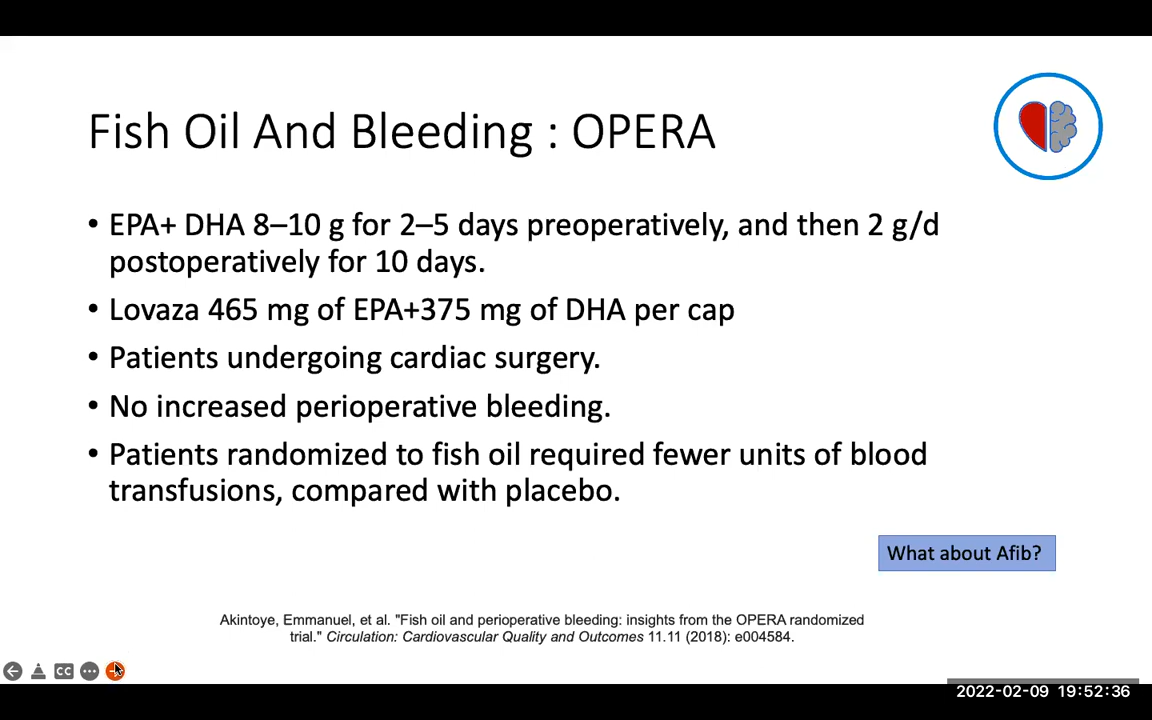 Fish Oil And Bleeding : OPERA
• EPA+ DHA 8–10 g for 2–5 days preoperatively, and then 2 g/d
postoperatively for 10 days.
• Lovaza 465 mg of EPA+375 mg of DHA per cap
• Patients undergoing cardiac surgery.
• No increased perioperative bleeding.
• Patients randomized to fish oil required fewer units of blood
transfusions, compared with placebo.
What about Afib?
Akintoye, Emmanuel, et al. "Fish oil and perioperative bleeding: insights from the OPERA randomized
trial." Circulation: Cardiovascular Quality and Outcomes 11.11 (2018): e004584.
CC
2022-02-09 19:52:36